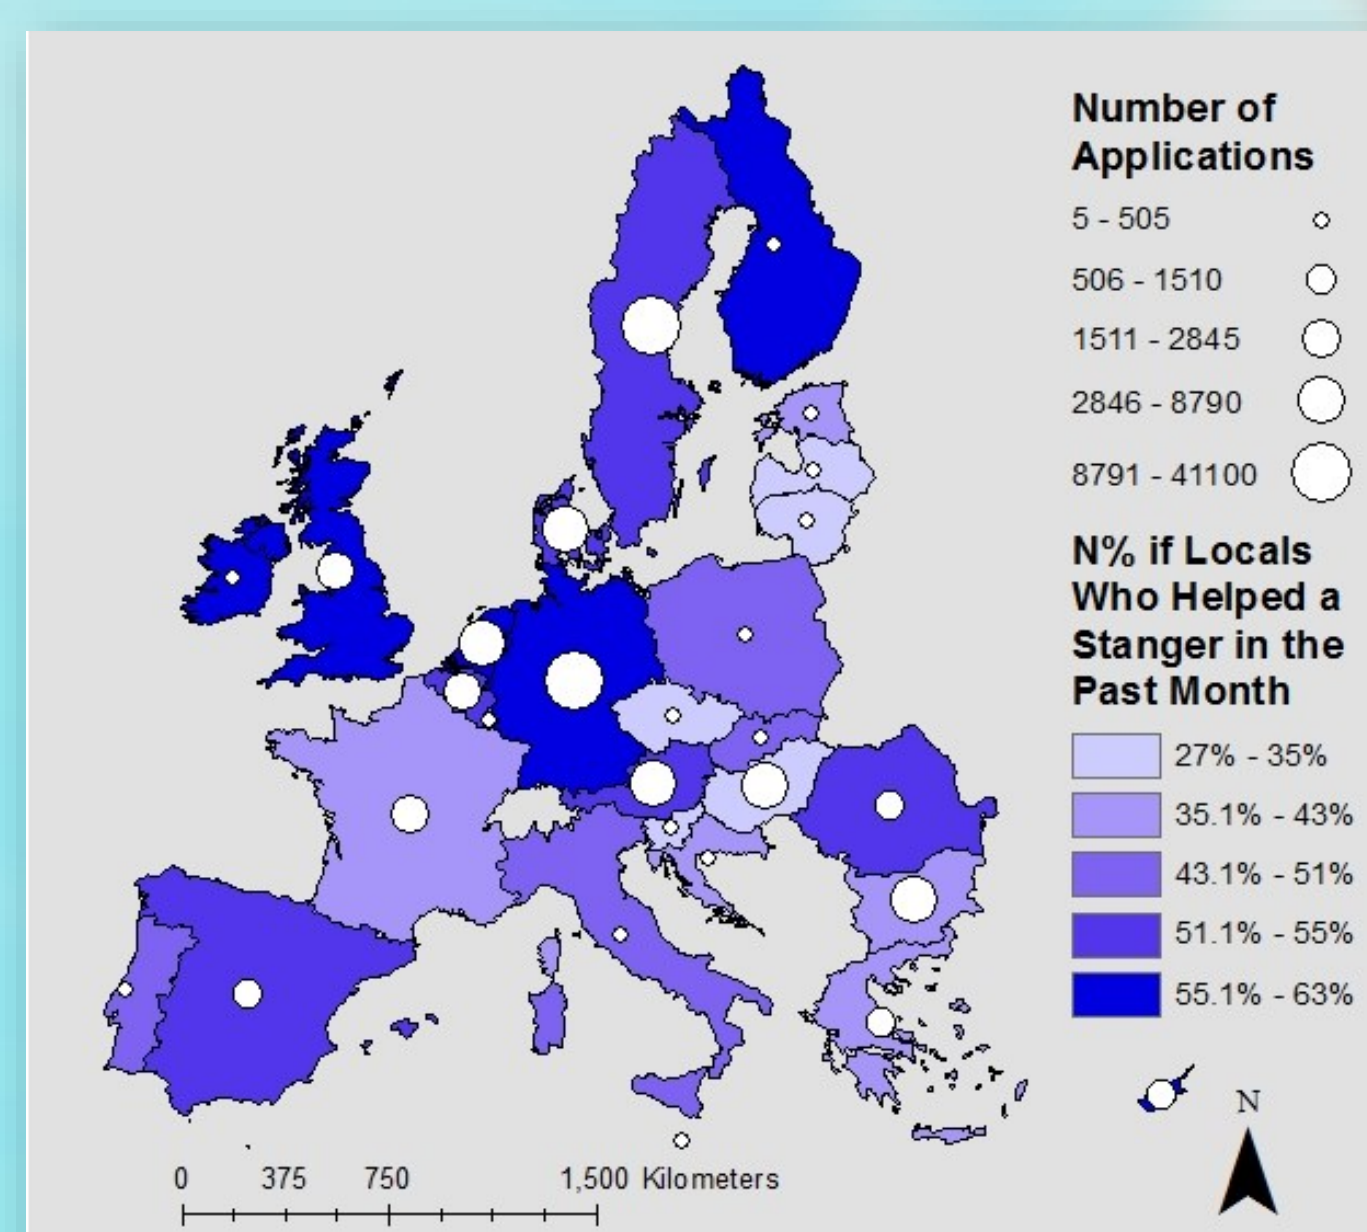 Number of
Applications
5 - 505
506 - 1510
1511 - 2845
2846 - 8790
8791 - 41100
N% if Locals
Who Helped a
Stanger in the
Past Month
27% - 35%
35.1% - 43%
43.1% - 51%
51.1% - 55%
55.1% - 63%
N
0 375 750 1,500 Kilometers